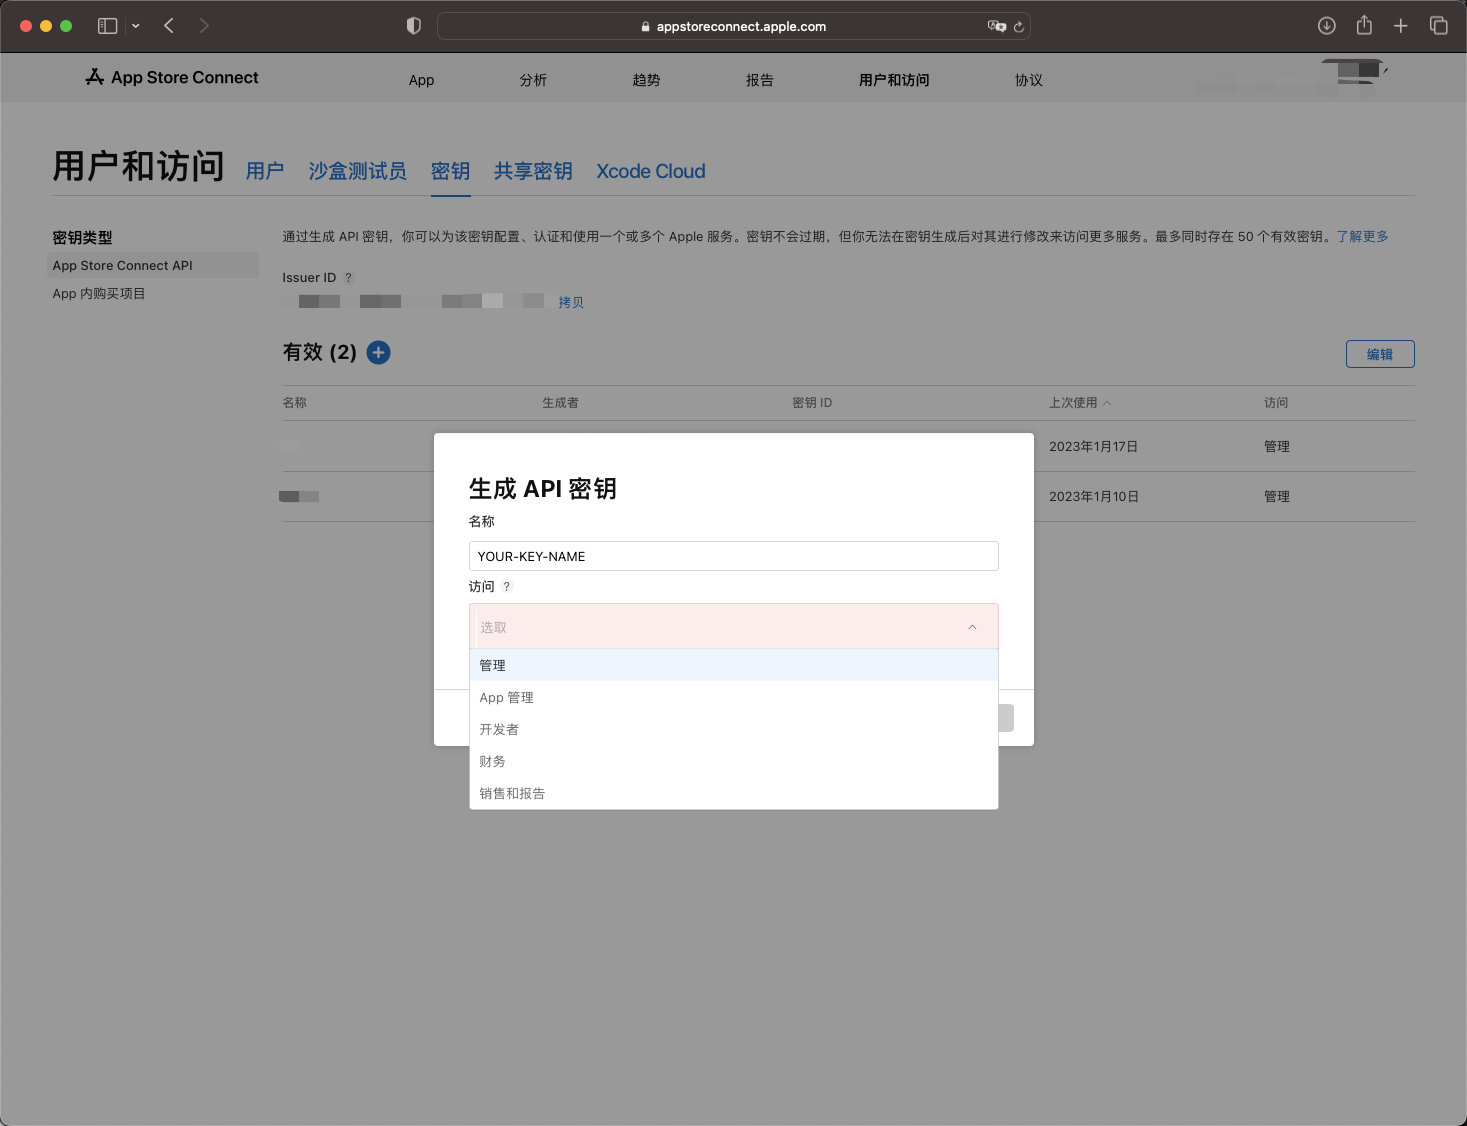 appstoreconnect.apple.com
App Store Connect
App
分析
趋势
报告
用户和访问
协议
用户和访问
用户
沙盒测试员
密钥
共享密钥
Xcode Cloud
密钥类型
App Store Connect API
App 内购买项目
通过生成 API 密钥，你可以为该密钥配置、认证和使用一个或多个 Apple 服务。密钥不会过期，但你无法在密钥生成后对其进行修改来访问更多服务。最多同时存在 50 个有效密钥。了解更多
Issuer ID ?
拷贝
有效 (2)
编辑
名称
生成者
密钥 ID
上次使用
访问
2023年1月17日
管理
2023年1月10日
管理
生成 API 密钥
名称
YOUR-KEY-NAME
访问 ?
选取
管理
App 管理
开发者
财务
销售和报告